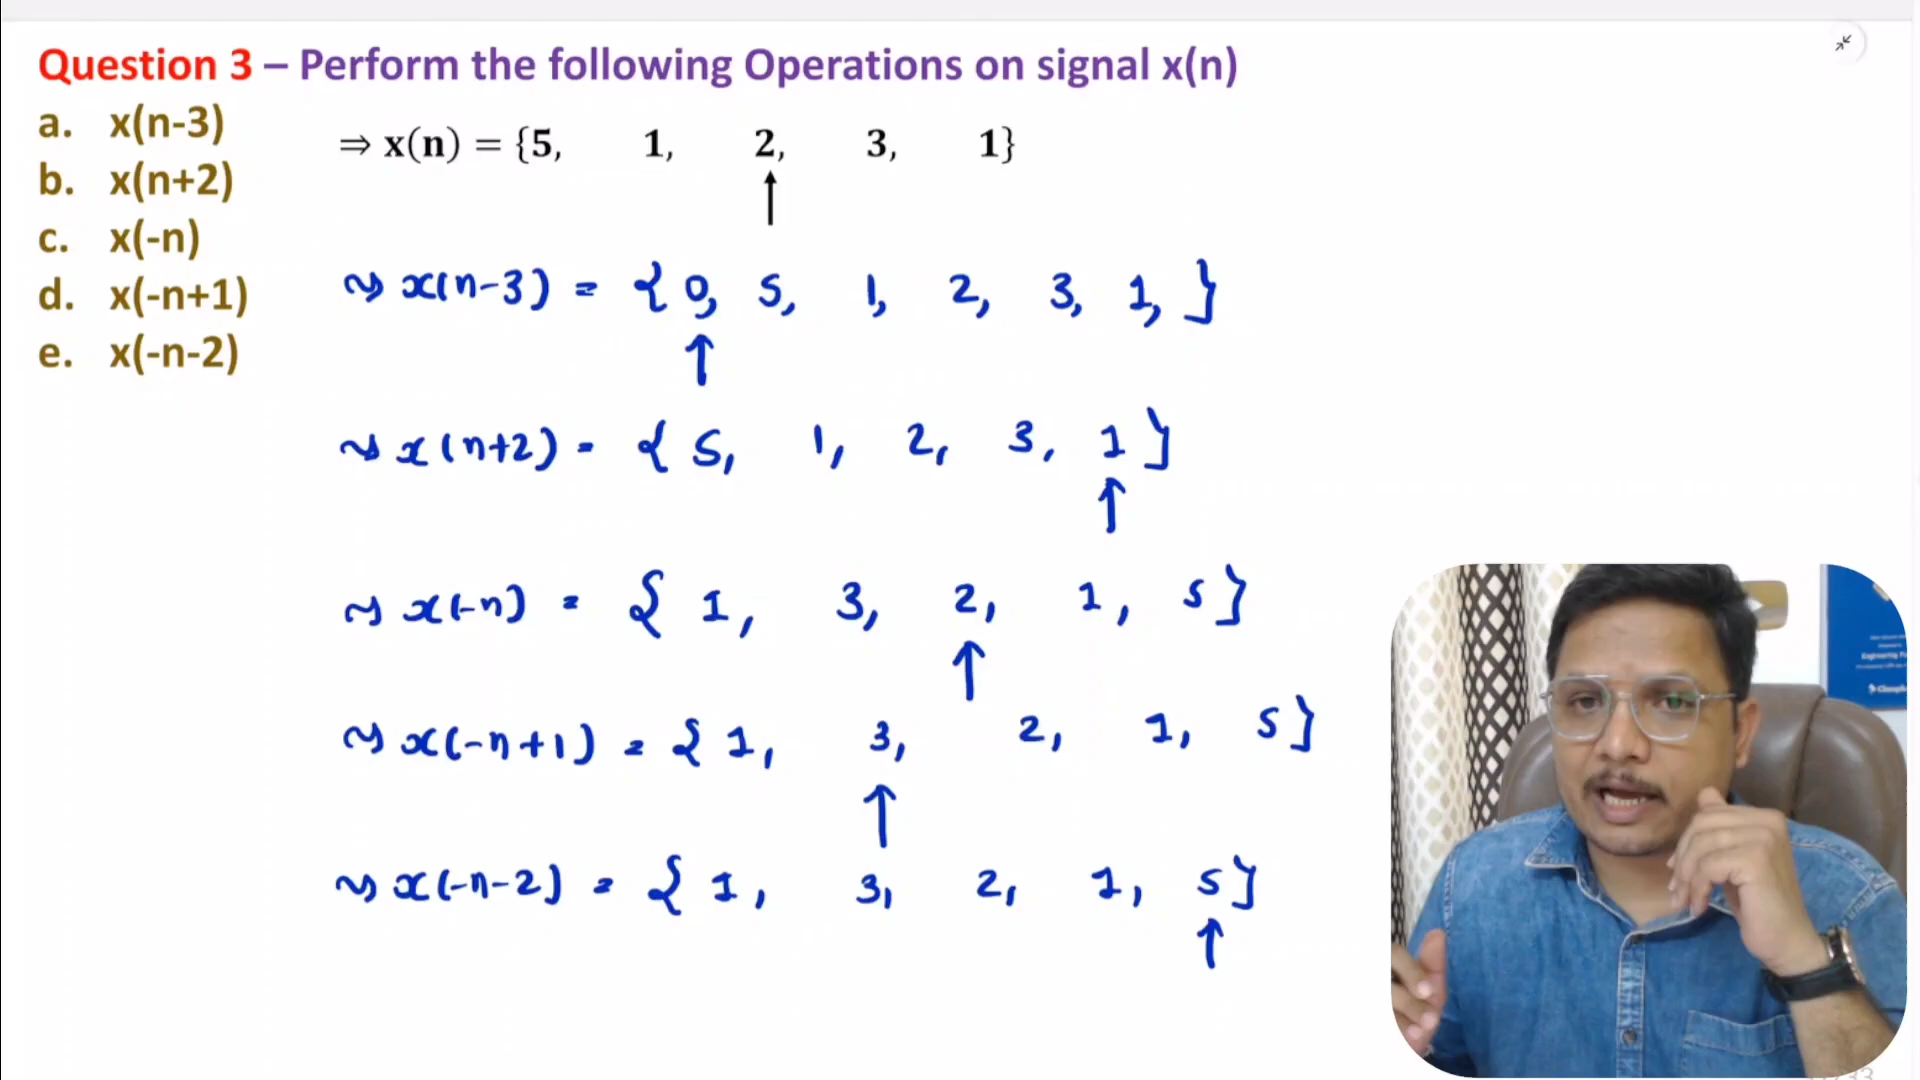 Question 3 – Perform the following Operations on signal x(n)
a. x(n-3)
b. x(n+2)
c. x(-n)
d. x(-n+1)
e. x(-n-2)
⇒ x(n) = {5, 1, 2, 3, 1}
↑
~> x(n-3) = { 0, 5, 1, 2, 3, 1, }
↑
~> x(n+2) = { 5, 1, 2, 3, 1 }
↑
~> x(-n) = { 1, 3, 2, 1, 5 }
↑
~> x(-n+1) = { 1, 3, 2, 1, 5 }
↑
~> x(-n-2) = { 1, 3, 2, 1, 5 }
↑